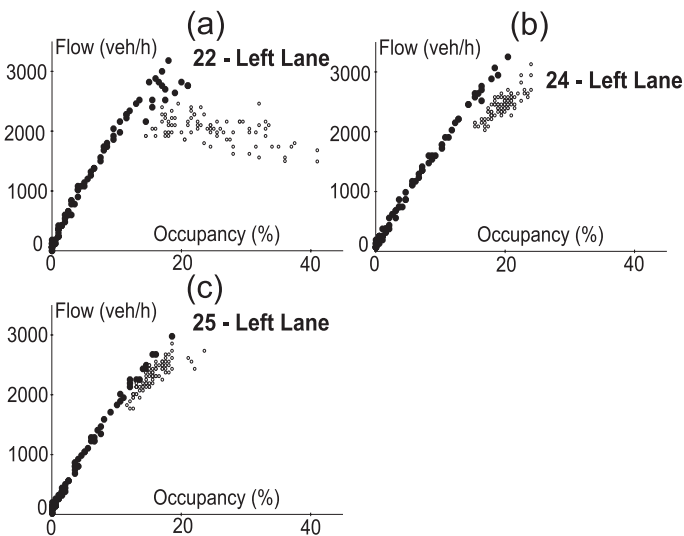 (a)
Flow (veh/h)
22 - Left Lane
3000
2000
1000
0
Occupancy (%)
0
20
40
(b)
Flow (veh/h)
24 - Left Lane
3000
2000
1000
0
Occupancy (%)
0
20
40
(c)
Flow (veh/h)
25 - Left Lane
3000
2000
1000
0
Occupancy (%)
0
20
40